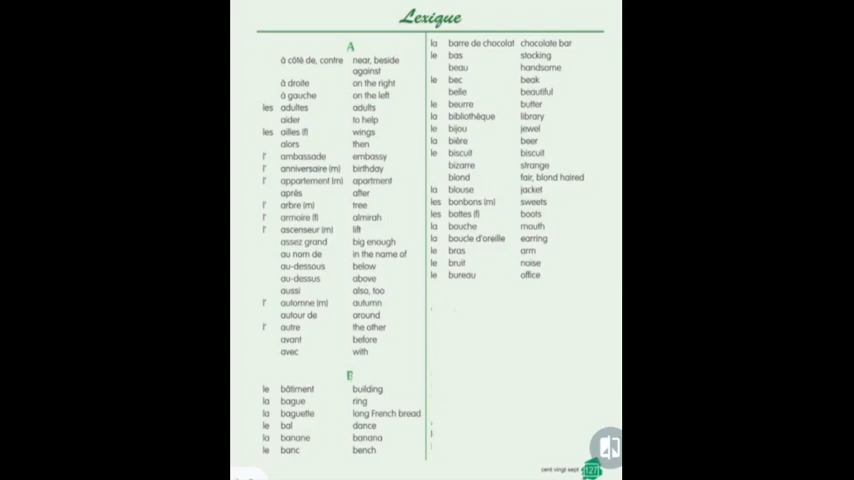 Lexique
A
à côté de, contre near, beside
against
à droite on the right
à gauche on the left
les adultes adults
aider to help
les ailles (f) wings
alors then
l' ambassade embassy
l' anniversaire (m) birthday
l' appartement (m) apartment
après after
l' arbre (m) tree
l' armoire (f) almirah
l' ascenseur (m) lift
assez grand big enough
au nom de in the name of
au-dessous below
au-dessus above
aussi also, too
l' automne (m) autumn
autour de around
l' autre the other
avant before
avec with
B
le bâtiment building
la bague ring
la baguette long French bread
le bal dance
la banane banana
le banc bench
la barre de chocolat chocolate bar
le bas stocking
beau handsome
le bec beak
belle beautiful
le beurre butter
la bibliothèque library
le bijou jewel
la bière beer
le biscuit biscuit
bizarre strange
blond fair, blond haired
la blouse jacket
les bonbons (m) sweets
les bottes (f) boots
la bouche mouth
la boucle d'oreille earring
le bras arm
le bruit noise
le bureau office
cent vingt sept 127